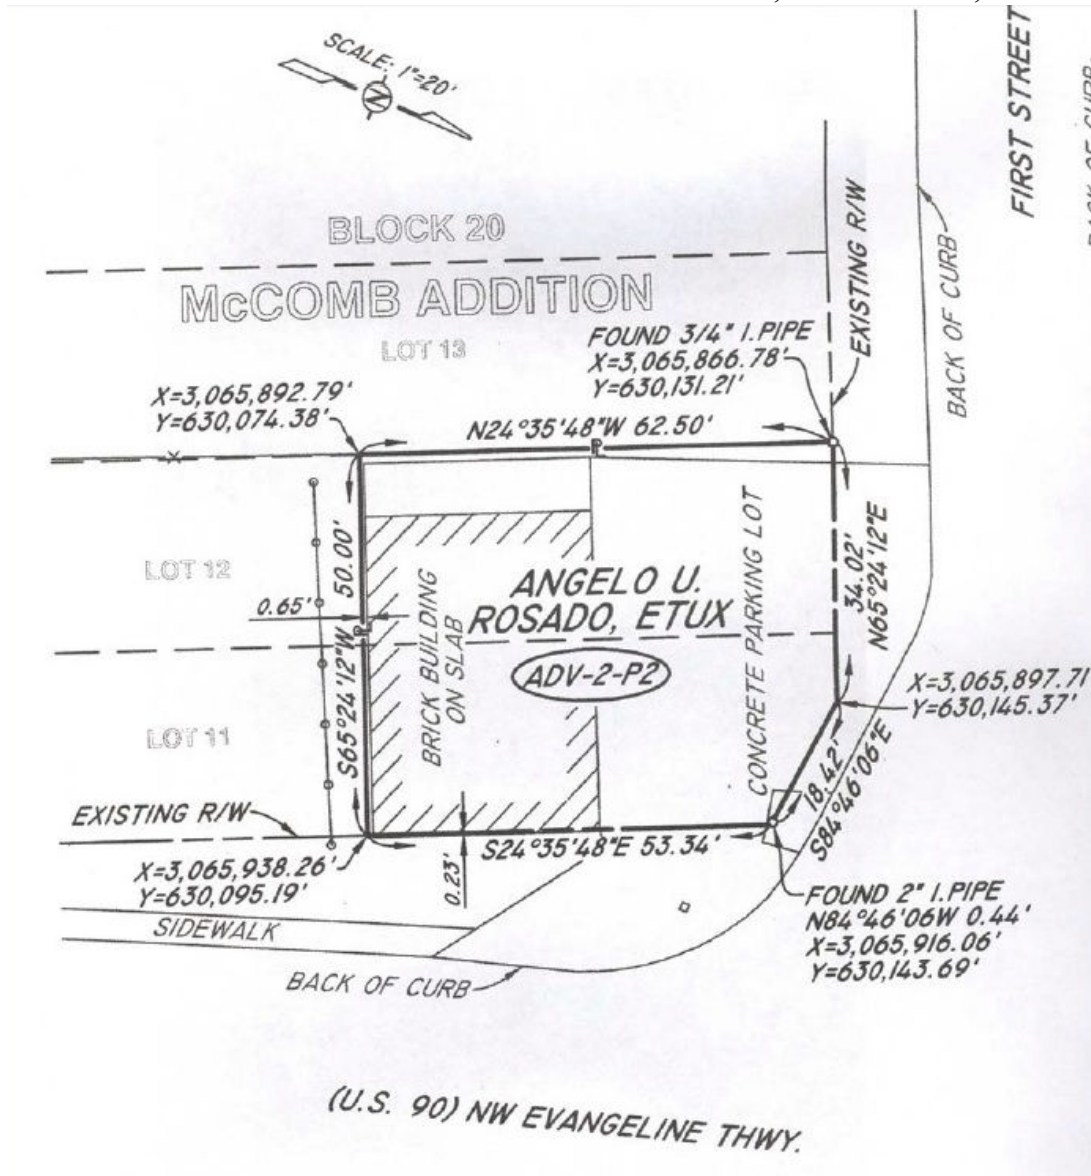 SCALE: 1"=20'
N
FIRST STREET
BACK OF CURB
BLOCK 20
McCOMB ADDITION
LOT 13
EXISTING R/W
BACK OF CURB
FOUND 3/4" I.PIPE
X=3,065,866.78'
Y=630,131.21'
X=3,065,892.79'
Y=630,074.38'
N24°35'48"W 62.50'
PL
LOT 12
50.00'
S65°24'12"W
0.65'
BRICK BUILDING
ON SLAB
ANGELO U.
ROSADO, ETUX
ADV-2-P2
CONCRETE PARKING LOT
34.02'
N65°24'12"E
X=3,065,897.71'
Y=630,145.37'
LOT 11
18.42'
S84°46'06"E
EXISTING R/W
S24°35'48"E 53.34'
0.23'
X=3,065,938.26'
Y=630,095.19'
FOUND 2" I.PIPE
N84°46'06W 0.44'
X=3,065,916.06'
Y=630,143.69'
SIDEWALK
BACK OF CURB
(U.S. 90) NW EVANGELINE THWY.